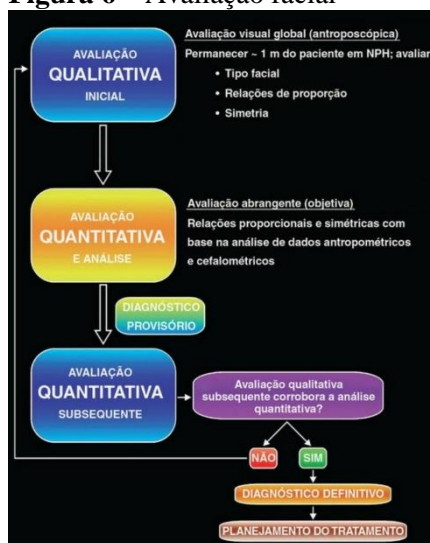 Figura 6 – Avaliação facial
AVALIAÇÃO
QUALITATIVA
INICIAL
Avaliação visual global (antroposcópica)
Permanecer ~ 1 m do paciente em NPH; avaliar
• Tipo facial
• Relações de proporção
• Simetria
AVALIAÇÃO
QUANTITATIVA
E ANÁLISE
Avaliação abrangente (objetiva)
Relações proporcionais e simétricas com
base na análise de dados antropométricos
e cefalométricos
DIAGNÓSTICO
PROVISÓRIO
AVALIAÇÃO
QUANTITATIVA
SUBSEQUENTE
Avaliação qualitativa
subsequente corrobora a análise
quantitativa?
NÃO
SIM
DIAGNÓSTICO DEFINITIVO
PLANEJAMENTO DO TRATAMENTO